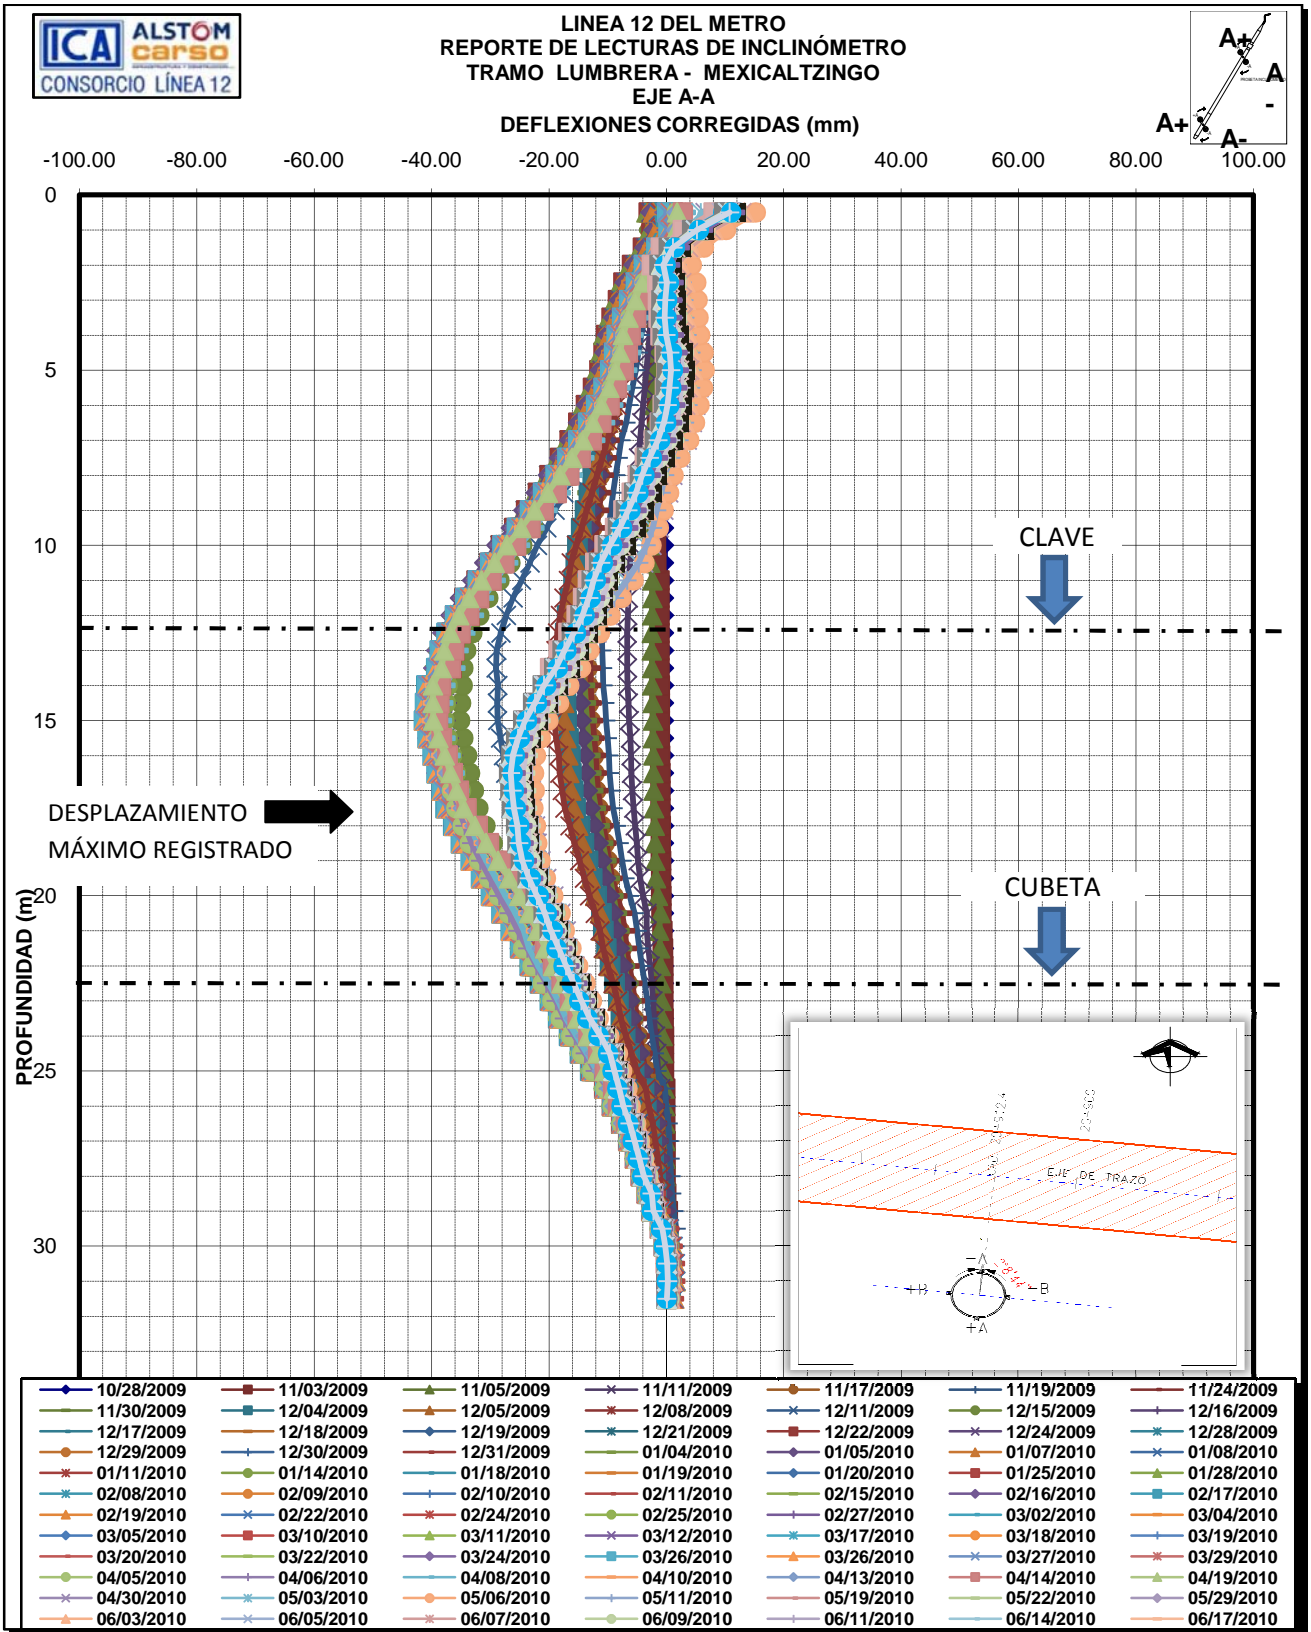 ICA ALSTOM
carso
CONSORCIO LÍNEA 12
LINEA 12 DEL METRO
REPORTE DE LECTURAS DE INCLINÓMETRO
TRAMO LUMBRERA - MEXICALTZINGO
EJE A-A
DEFLEXIONES CORREGIDAS (mm)
A+
A
-
A+
A-
-100.00 -80.00 -60.00 -40.00 -20.00 0.00 20.00 40.00 60.00 80.00 100.00
0
5
10
15
20
25
30
PROFUNDIDAD (m)
CLAVE
DESPLAZAMIENTO
MÁXIMO REGISTRADO
CUBETA
EJE DE TRAZO
-A
+B
-B
+A
10/28/2009 11/03/2009 11/05/2009 11/11/2009 11/17/2009 11/19/2009 11/24/2009
11/30/2009 12/04/2009 12/05/2009 12/08/2009 12/11/2009 12/15/2009 12/16/2009
12/17/2009 12/18/2009 12/19/2009 12/21/2009 12/22/2009 12/24/2009 12/28/2009
12/29/2009 12/30/2009 12/31/2009 01/04/2010 01/05/2010 01/07/2010 01/08/2010
01/11/2010 01/14/2010 01/18/2010 01/19/2010 01/20/2010 01/25/2010 01/28/2010
02/08/2010 02/09/2010 02/10/2010 02/11/2010 02/15/2010 02/16/2010 02/17/2010
02/19/2010 02/22/2010 02/24/2010 02/25/2010 02/27/2010 03/02/2010 03/04/2010
03/05/2010 03/10/2010 03/11/2010 03/12/2010 03/17/2010 03/18/2010 03/19/2010
03/20/2010 03/22/2010 03/24/2010 03/26/2010 03/26/2010 03/27/2010 03/29/2010
04/05/2010 04/06/2010 04/08/2010 04/10/2010 04/13/2010 04/14/2010 04/19/2010
04/30/2010 05/03/2010 05/06/2010 05/11/2010 05/19/2010 05/22/2010 05/29/2010
06/03/2010 06/05/2010 06/07/2010 06/09/2010 06/11/2010 06/14/2010 06/17/2010